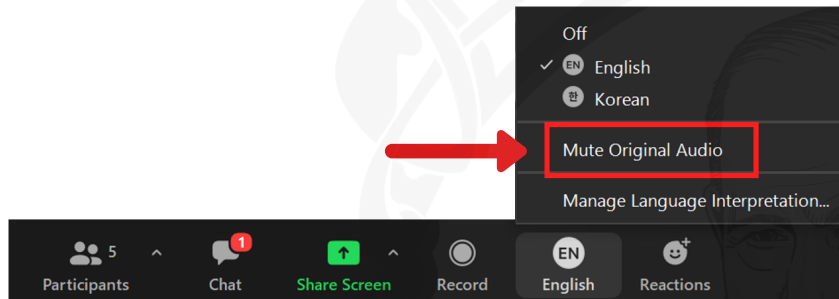 Off
EN English
한 Korean
Mute Original Audio
Manage Language Interpretation...
5
1
EN
Participants
Chat
Share Screen
Record
English
Reactions